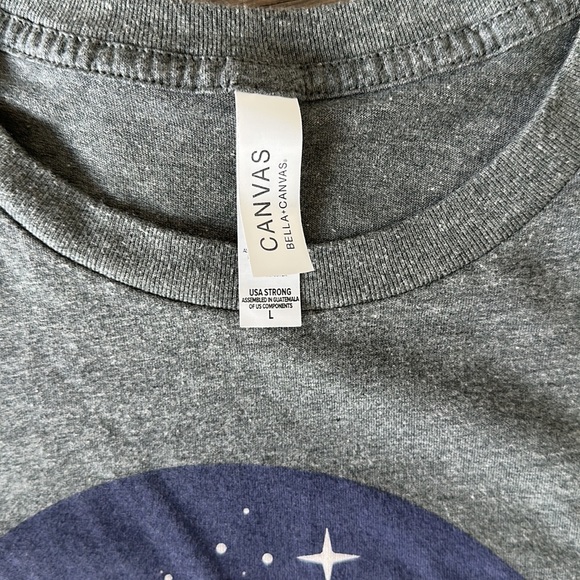 CANVAS
BELLA+CANVAS®
USA STRONG
ASSEMBLED IN GUATEMALA
OF US COMPONENTS
L